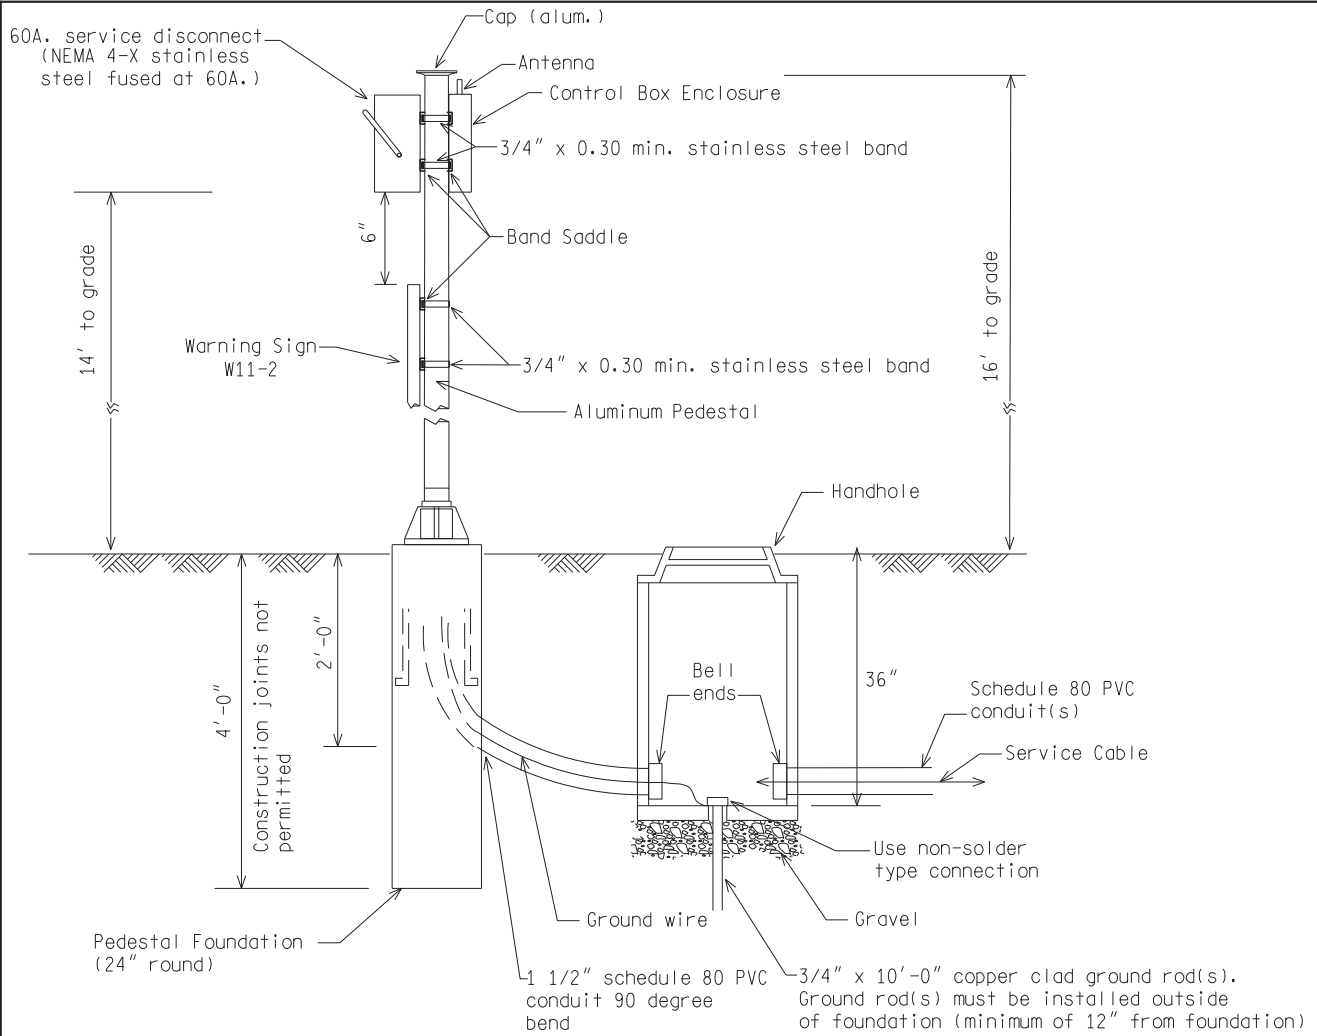 Cap (alum.)
60A. service disconnect
(NEMA 4-X stainless
steel fused at 60A.)
Antenna
Control Box Enclosure
3/4" x 0.30 min. stainless steel band
6"
Band Saddle
14' to grade
16' to grade
Warning Sign
W11-2
3/4" x 0.30 min. stainless steel band
Aluminum Pedestal
Handhole
4'-0"
Construction joints not
permitted
2'-0"
Bell
ends
36"
Schedule 80 PVC
conduit(s)
Service Cable
Use non-solder
type connection
Ground wire
Gravel
Pedestal Foundation
(24" round)
1 1/2" schedule 80 PVC
conduit 90 degree
bend
3/4" x 10'-0" copper clad ground rod(s).
Ground rod(s) must be installed outside
of foundation (minimum of 12" from foundation)